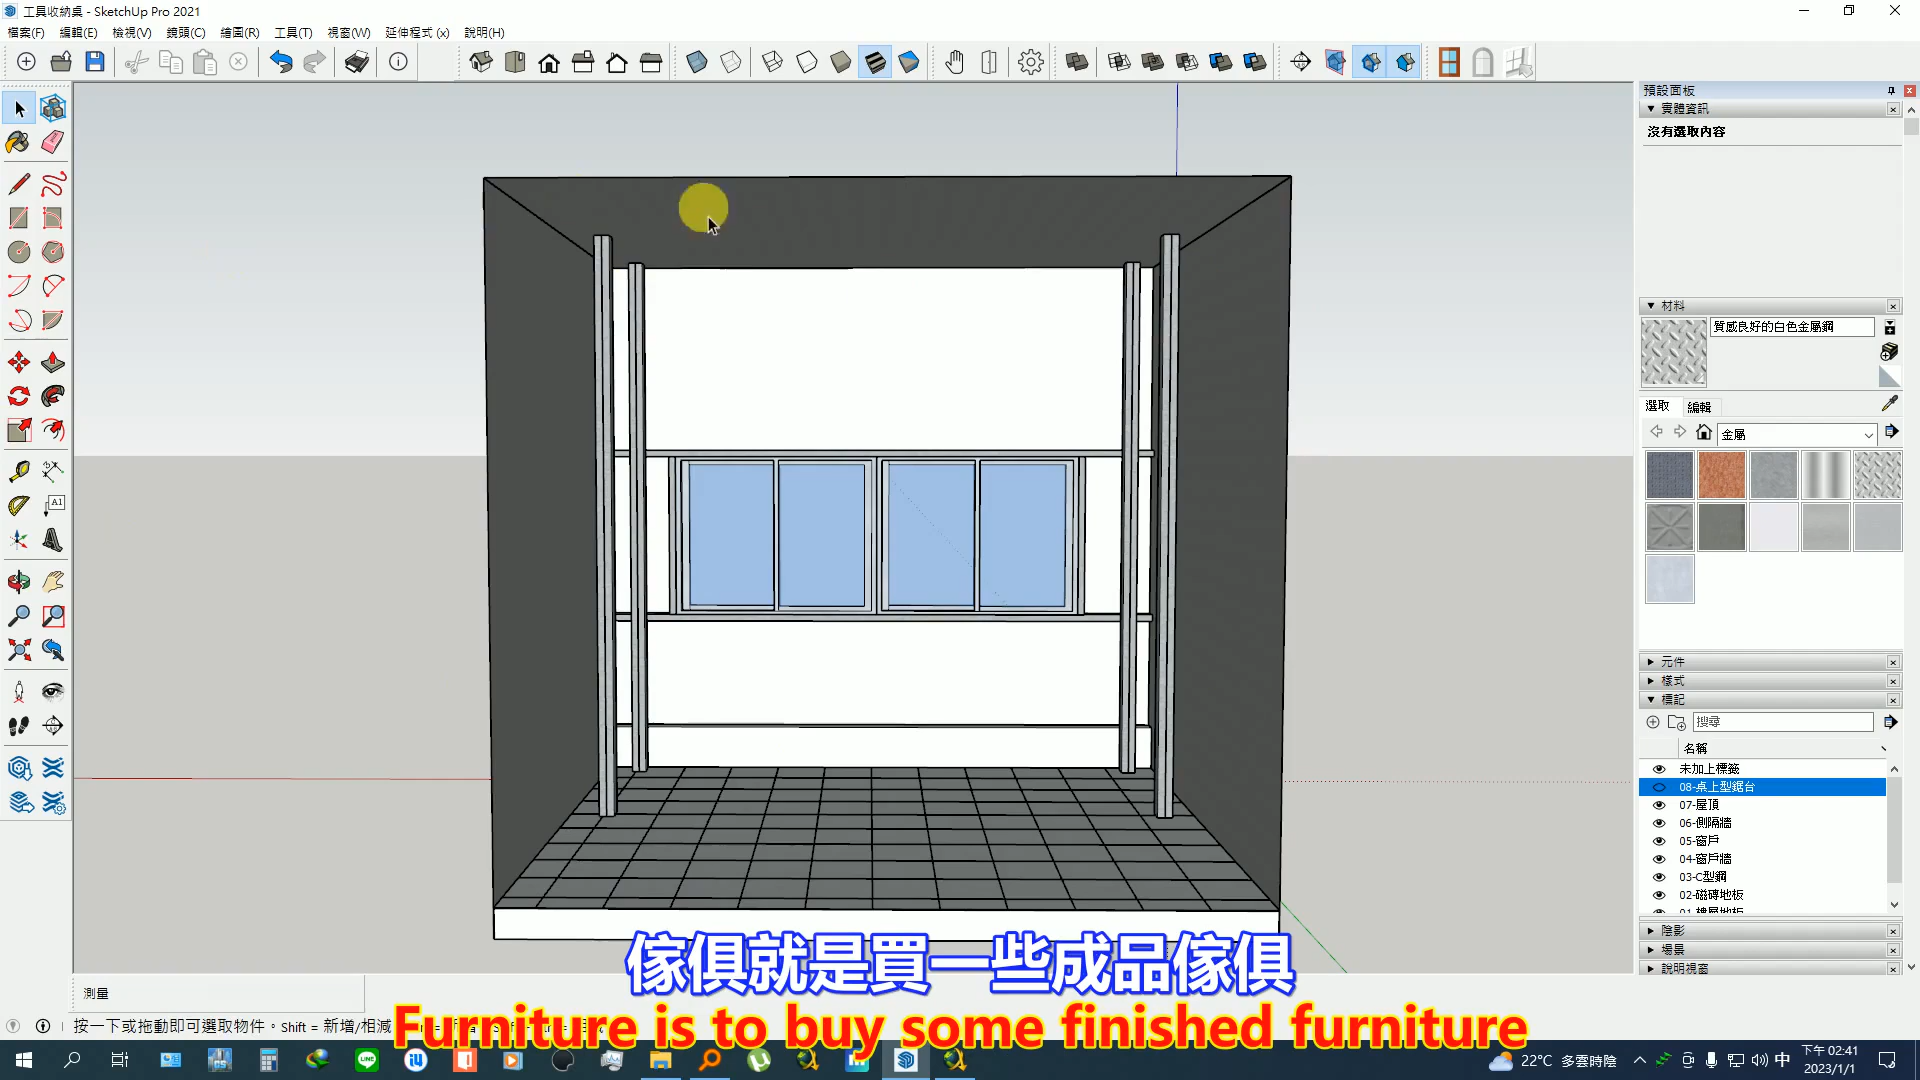 工具收納桌 - SketchUp Pro 2021
檔案(F) 編輯(E) 檢視(V) 鏡頭(C) 繪圖(R) 工具(T) 視窗(W) 延伸程式 (x) 說明(H)
預設面板
實體資訊
沒有選取內容
材料
質感良好的白色金屬鋼
選取 編輯
金屬
元件
樣式
標記
搜尋
名稱
未加上標籤
08-桌上型鋸台
07-屋頂
06-側隔牆
05-窗戶
04-窗戶牆
03-C型鋼
02-磁磚地板
陰影
場景
說明視窗
傢俱就是買一些成品傢俱
測量
按一下或拖動即可選取物件。Shift = 新增/相減
Furniture is to buy some finished furniture
22°C 多雲時陰
中
下午 02:41
2023/1/1